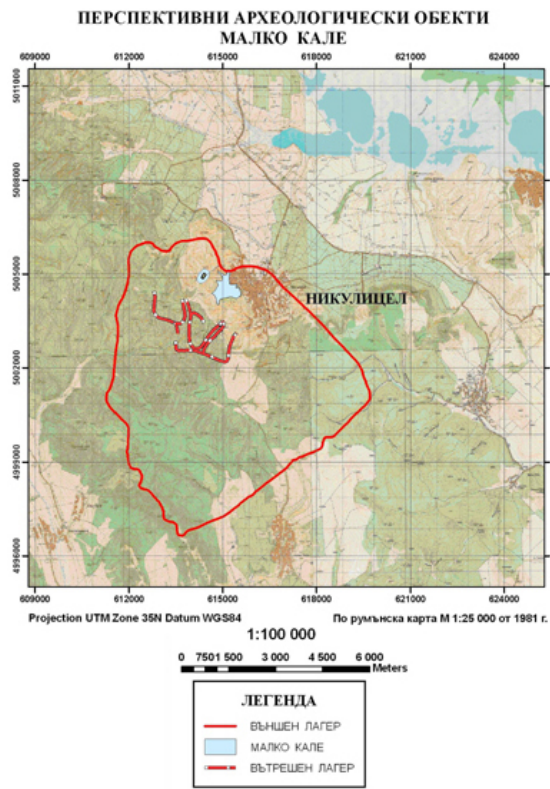 ПЕРСПЕКТИВНИ АРХЕОЛОГИЧЕСКИ ОБЕКТИ
МАЛКО КАЛЕ
609000 612000 615000 618000 621000 624000
5011000
5008000
5005000
5002000
4999000
4996000
НИКУЛИЦЕЛ
609000 612000 615000 618000 621000 624000
Projection UTM Zone 35N Datum WGS84
По румънска карта М 1:25 000 от 1981 г.
1:100 000
0 750 1 500 3 000 4 500 6 000
Meters
ЛЕГЕНДА
ВЪНШЕН ЛАГЕР
МАЛКО КАЛЕ
ВЪТРЕШЕН ЛАГЕР